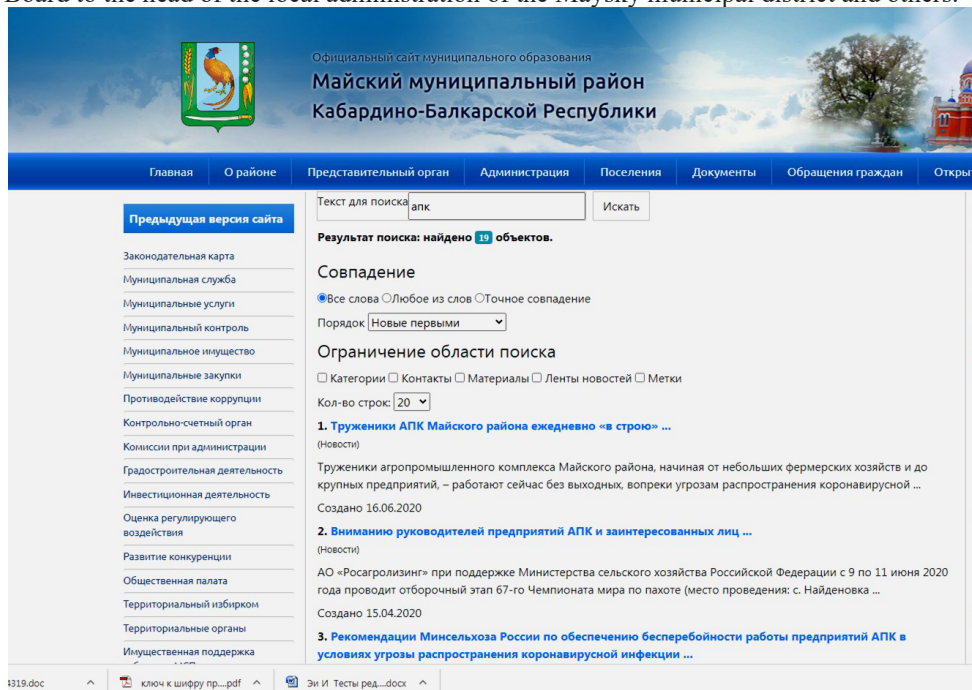 Board to the head of the local administration of the Maysky municipal district and others.
Официальный сайт муниципального образования
Майский муниципальный район
Кабардино-Балкарской Республики
Главная О районе Представительный орган Администрация Поселения Документы Обращения граждан Откры
Предыдущая версия сайта
Законодательная карта
Муниципальная служба
Муниципальные услуги
Муниципальный контроль
Муниципальное имущество
Муниципальные закупки
Противодействие коррупции
Контрольно-счетный орган
Комиссии при администрации
Градостроительная деятельность
Инвестиционная деятельность
Оценка регулирующего
воздействия
Развитие конкуренции
Общественная палата
Территориальный избирком
Территориальные органы
Имущественная поддержка
Текст для поиска апк Искать
Результат поиска: найдено 19 объектов.
Совпадение
Все слова Любое из слов Точное совпадение
Порядок Новые первыми
Ограничение области поиска
Категории Контакты Материалы Ленты новостей Метки
Кол-во строк: 20
1. Труженики АПК Майского района ежедневно «в строю» ...
(Новости)
Труженики агропромышленного комплекса Майского района, начиная от небольших фермерских хозяйств и до
крупных предприятий, – работают сейчас без выходных, вопреки угрозам распространения коронавирусной ...
Создано 16.06.2020
2. Вниманию руководителей предприятий АПК и заинтересованных лиц ...
(Новости)
АО «Росагролизинг» при поддержке Министерства сельского хозяйства Российской Федерации с 9 по 11 июня 2020
года проводит отборочный этап 67-го Чемпионата мира по пахоте (место проведения: с. Найденовка ...
Создано 15.04.2020
3. Рекомендации Минсельхоза России по обеспечению бесперебойности работы предприятий АПК в
условиях угрозы распространения коронавирусной инфекции ...
4319.doc ключ к шифру пр....pdf Эи И Тесты ред....docx